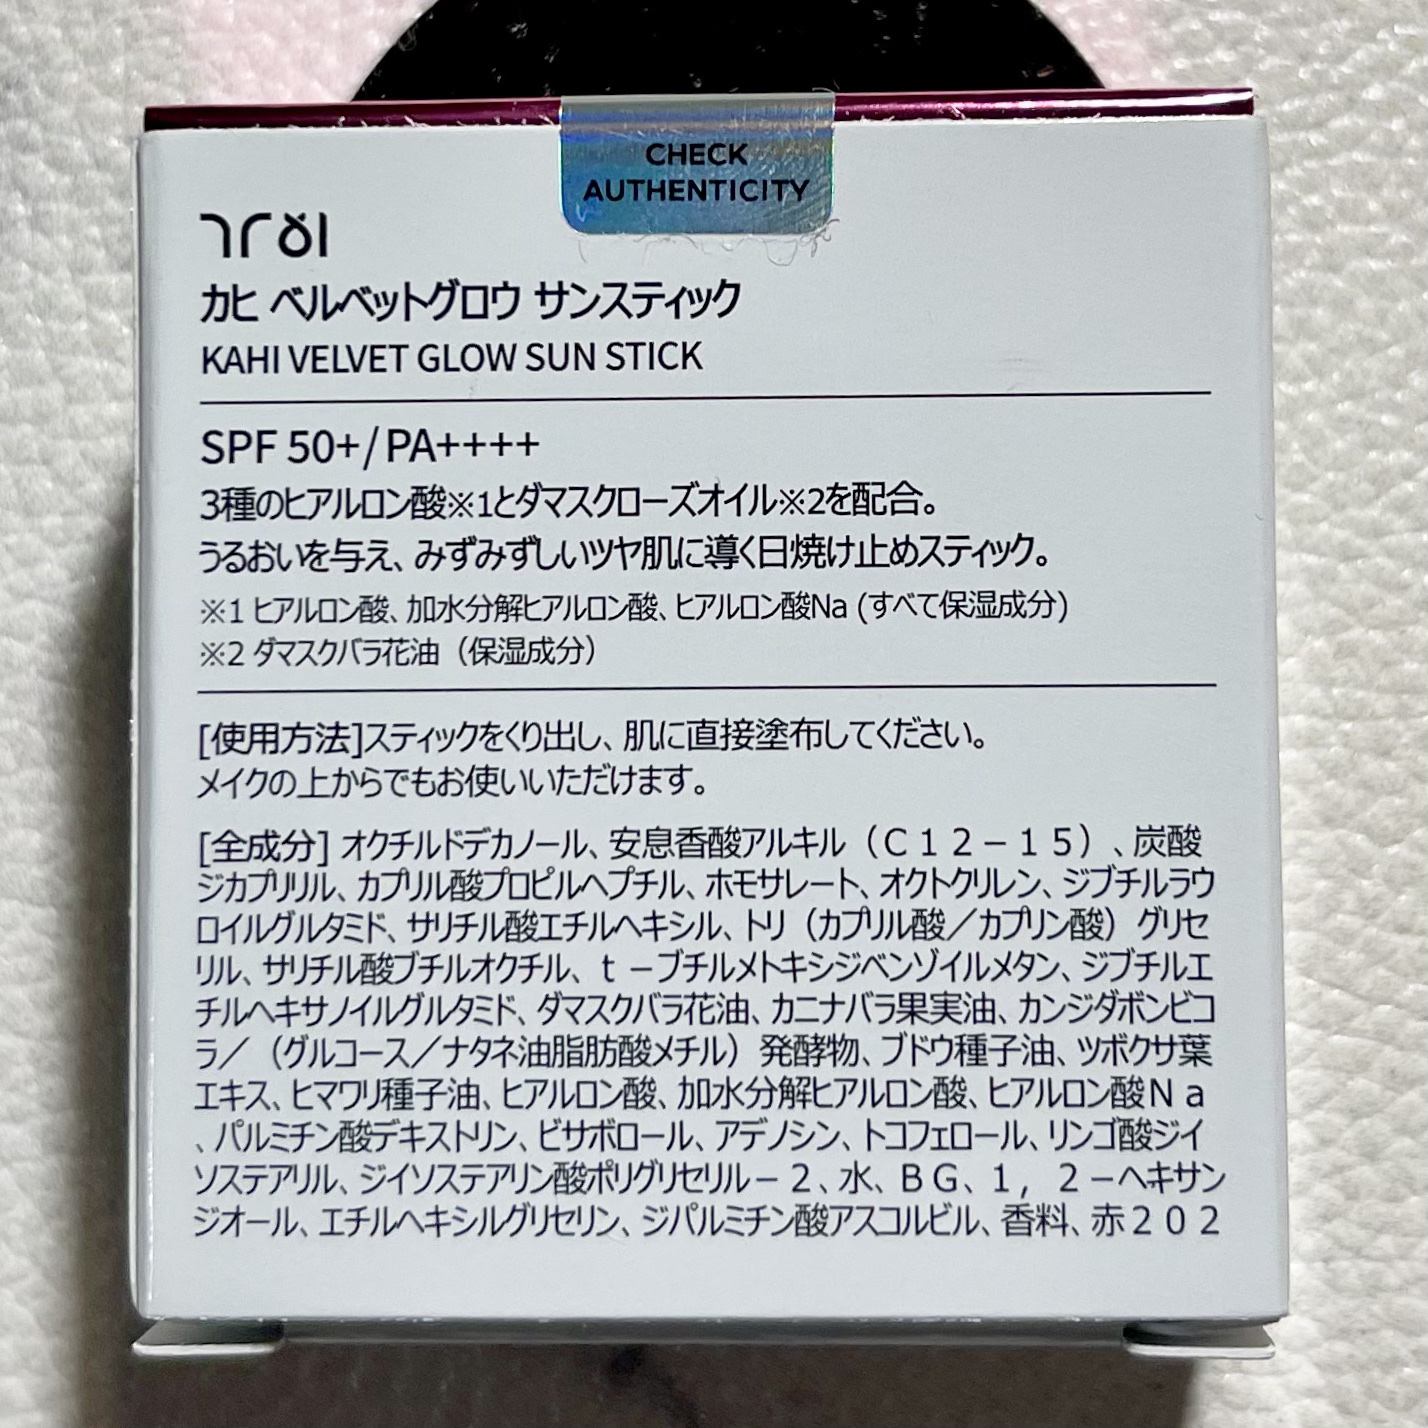 CHECK
AUTHENTICITY
カヒ ベルベットグロウ サンスティック
KAHI VELVET GLOW SUN STICK
SPF 50+/PA++++
3種のヒアルロン酸※1とダマスクローズオイル※2を配合。
うるおいを与え、みずみずしいツヤ肌に導く日焼け止めスティック。
※1 ヒアルロン酸、加水分解ヒアルロン酸、ヒアルロン酸Na (すべて保湿成分)
※2 ダマスクバラ花油（保湿成分）
[使用方法]スティックをくり出し、肌に直接塗布してください。
メイクの上からでもお使いいただけます。
[全成分] オクチルドデカノール、安息香酸アルキル（Ｃ１２－１５）、炭酸
ジカプリリル、カプリル酸プロピルヘプチル、ホモサレート、オクトクリレン、ジブチルラウ
ロイルグルタミド、サリチル酸エチルヘキシル、トリ（カプリル酸／カプリン酸）グリセ
リル、サリチル酸ブチルオクチル、ｔ－ブチルメトキシジベンゾイルメタン、ジブチルエ
チルヘキサノイルグルタミド、ダマスクバラ花油、カニナバラ果実油、カンジダボンビコ
ラ／（グルコース／ナタネ油脂肪酸メチル）発酵物、ブドウ種子油、ツボクサ葉
エキス、ヒマワリ種子油、ヒアルロン酸、加水分解ヒアルロン酸、ヒアルロン酸Ｎａ
、パルミチン酸デキストリン、ビサボロール、アデノシン、トコフェロール、リンゴ酸ジイ
ソステアリル、ジイソステアリン酸ポリグリセリル－２、水、ＢＧ、１，２－ヘキサン
ジオール、エチルヘキシルグリセリン、ジパルミチン酸アスコルビル、香料、赤２０２